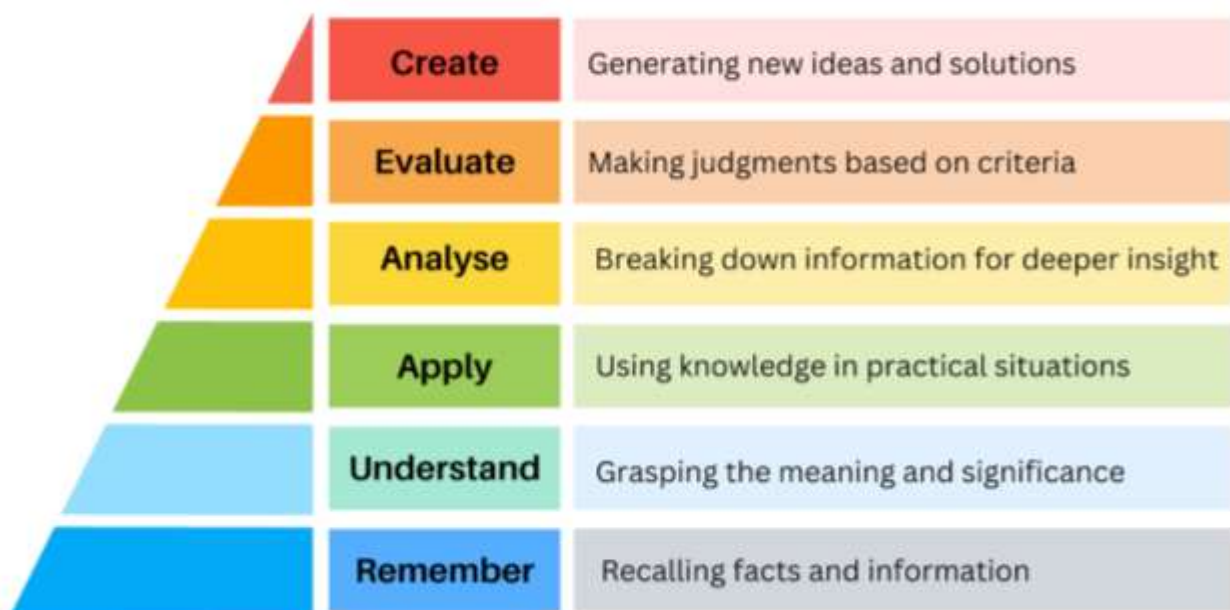 Create
Generating new ideas and solutions
Evaluate
Making judgments based on criteria
Analyse
Breaking down information for deeper insight
Apply
Using knowledge in practical situations
Understand
Grasping the meaning and significance
Remember
Recalling facts and information